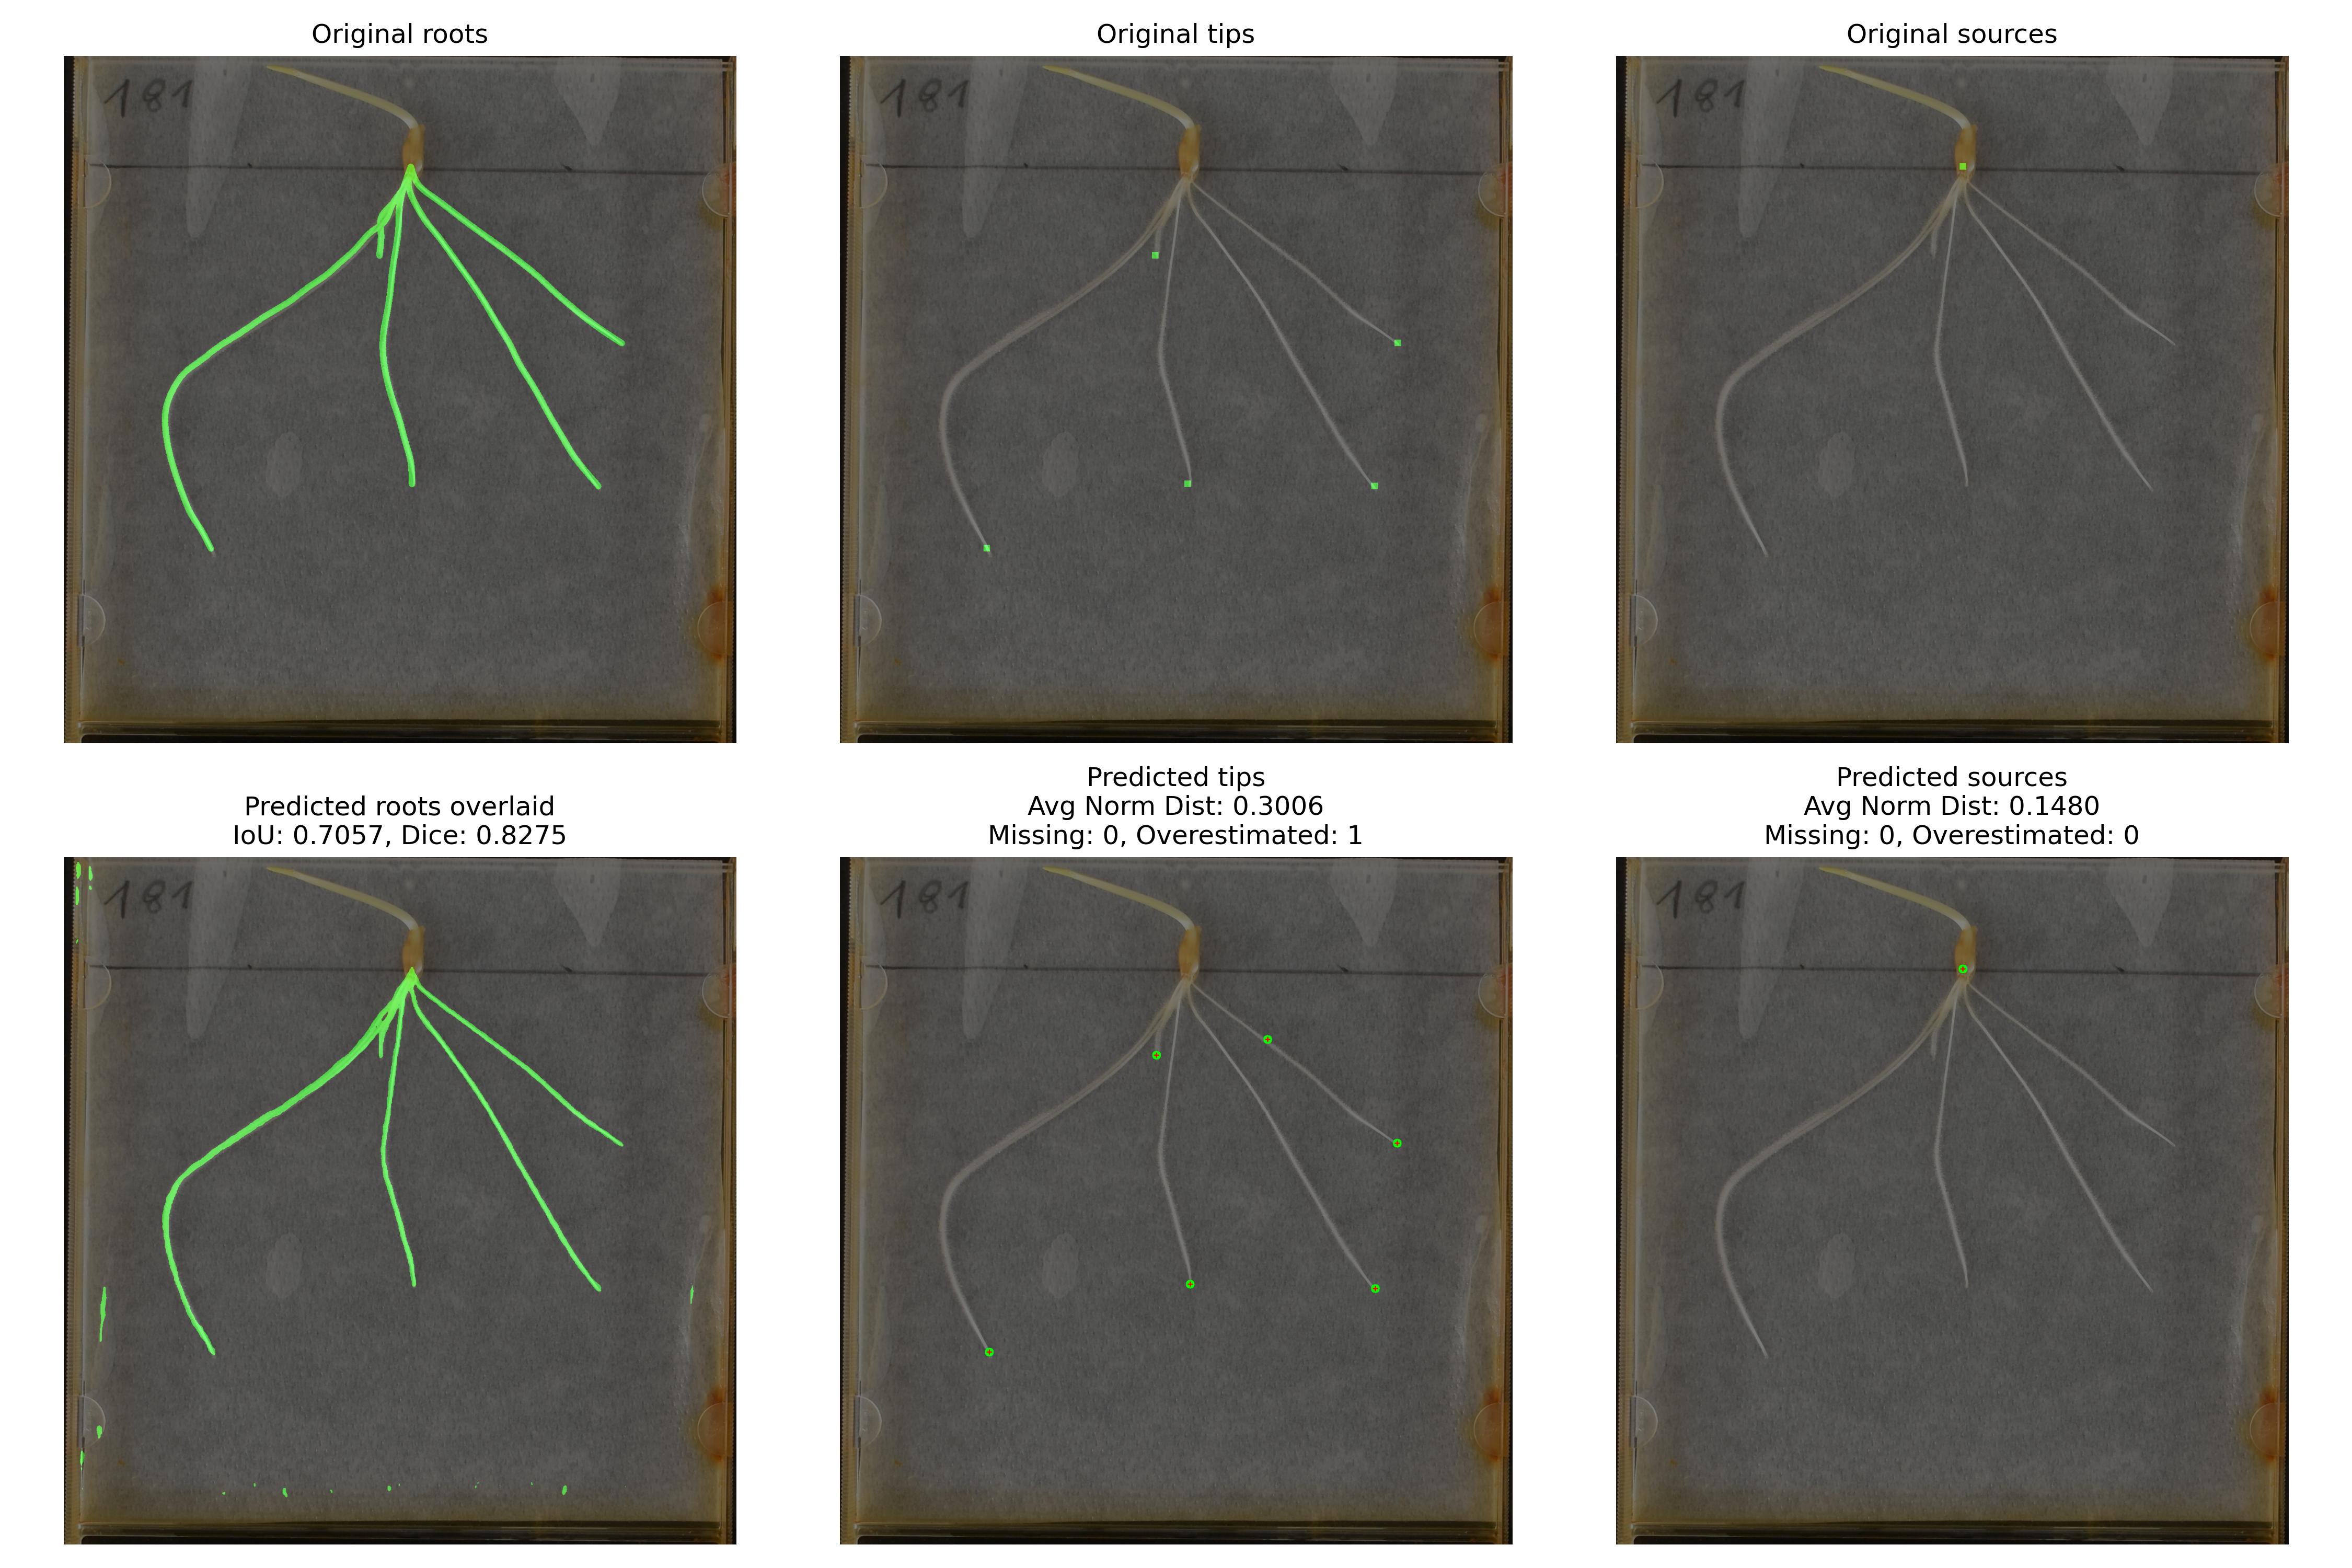 Original roots
Original tips
Original sources
181
181
181
Predicted roots overlaid
IoU: 0.7057, Dice: 0.8275
Predicted tips
Avg Norm Dist: 0.3006
Missing: 0, Overestimated: 1
Predicted sources
Avg Norm Dist: 0.1480
Missing: 0, Overestimated: 0
181
181
181